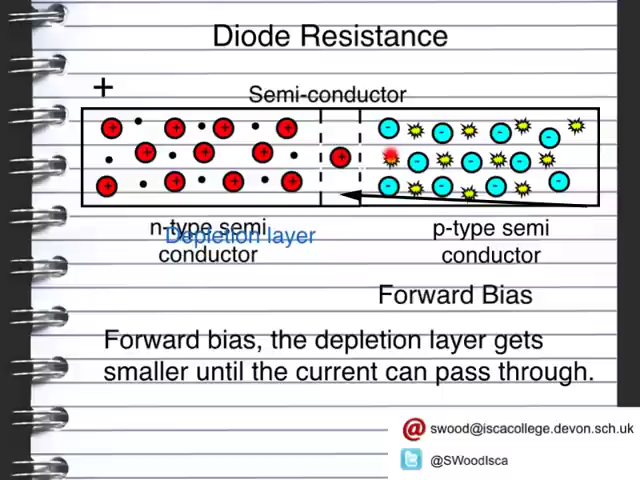 Diode Resistance
+
Semi-conductor
n-type semi
conductor
Depletion layer
p-type semi
conductor
Forward Bias
Forward bias, the depletion layer gets
smaller until the current can pass through.
@ swood@iscacollege.devon.sch.uk
@SWoodIsca